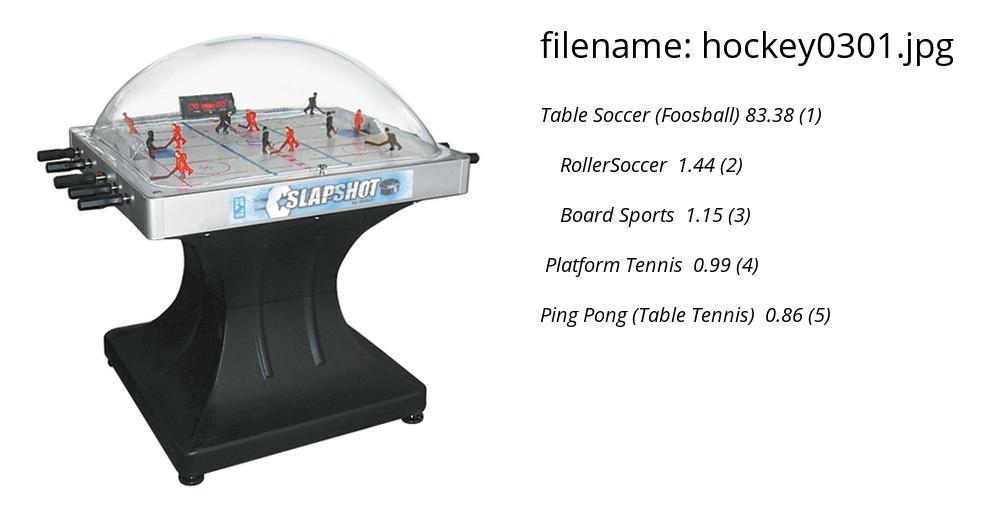 filename: hockey0301.jpg
Table Soccer (Foosball) 83.38 (1)
RollerSoccer 1.44 (2)
Board Sports 1.15 (3)
Platform Tennis 0.99 (4)
Ping Pong (Table Tennis) 0.86 (5)
SLAPSHOT